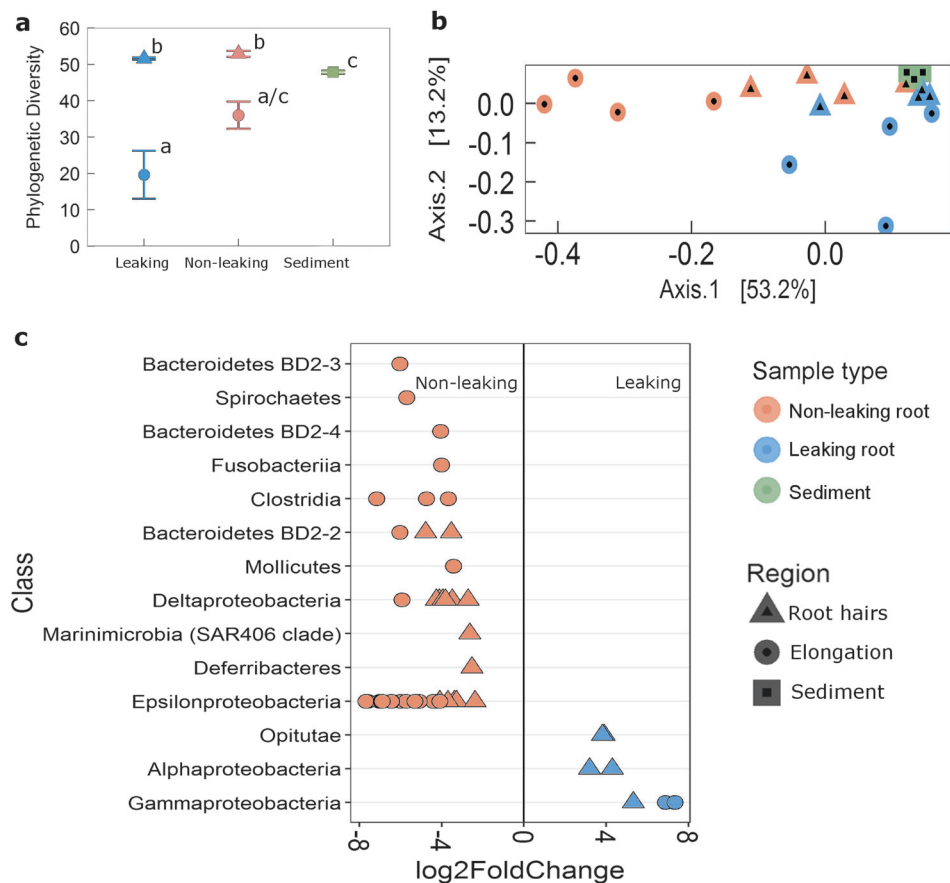 a
60
50
40
30
20
10
0
Phylogenetic Diversity
b
b
c
a/c
a
Leaking
Non-leaking
Sediment
b
0.0
-0.1
-0.2
-0.3
Axis.2 [13.2%]
-0.4
-0.2
0.0
Axis.1 [53.2%]
c
Non-leaking
Leaking
Class
Bacteroidetes BD2-3
Spirochaetes
Bacteroidetes BD2-4
Fusobacteriia
Clostridia
Bacteroidetes BD2-2
Mollicutes
Deltaproteobacteria
Marinimicrobia (SAR406 clade)
Deferribacteres
Epsilonproteobacteria
Opitutae
Alphaproteobacteria
Gammaproteobacteria
-8
-4
0
4
8
log2FoldChange
Sample type
Non-leaking root
Leaking root
Sediment
Region
Root hairs
Elongation
Sediment